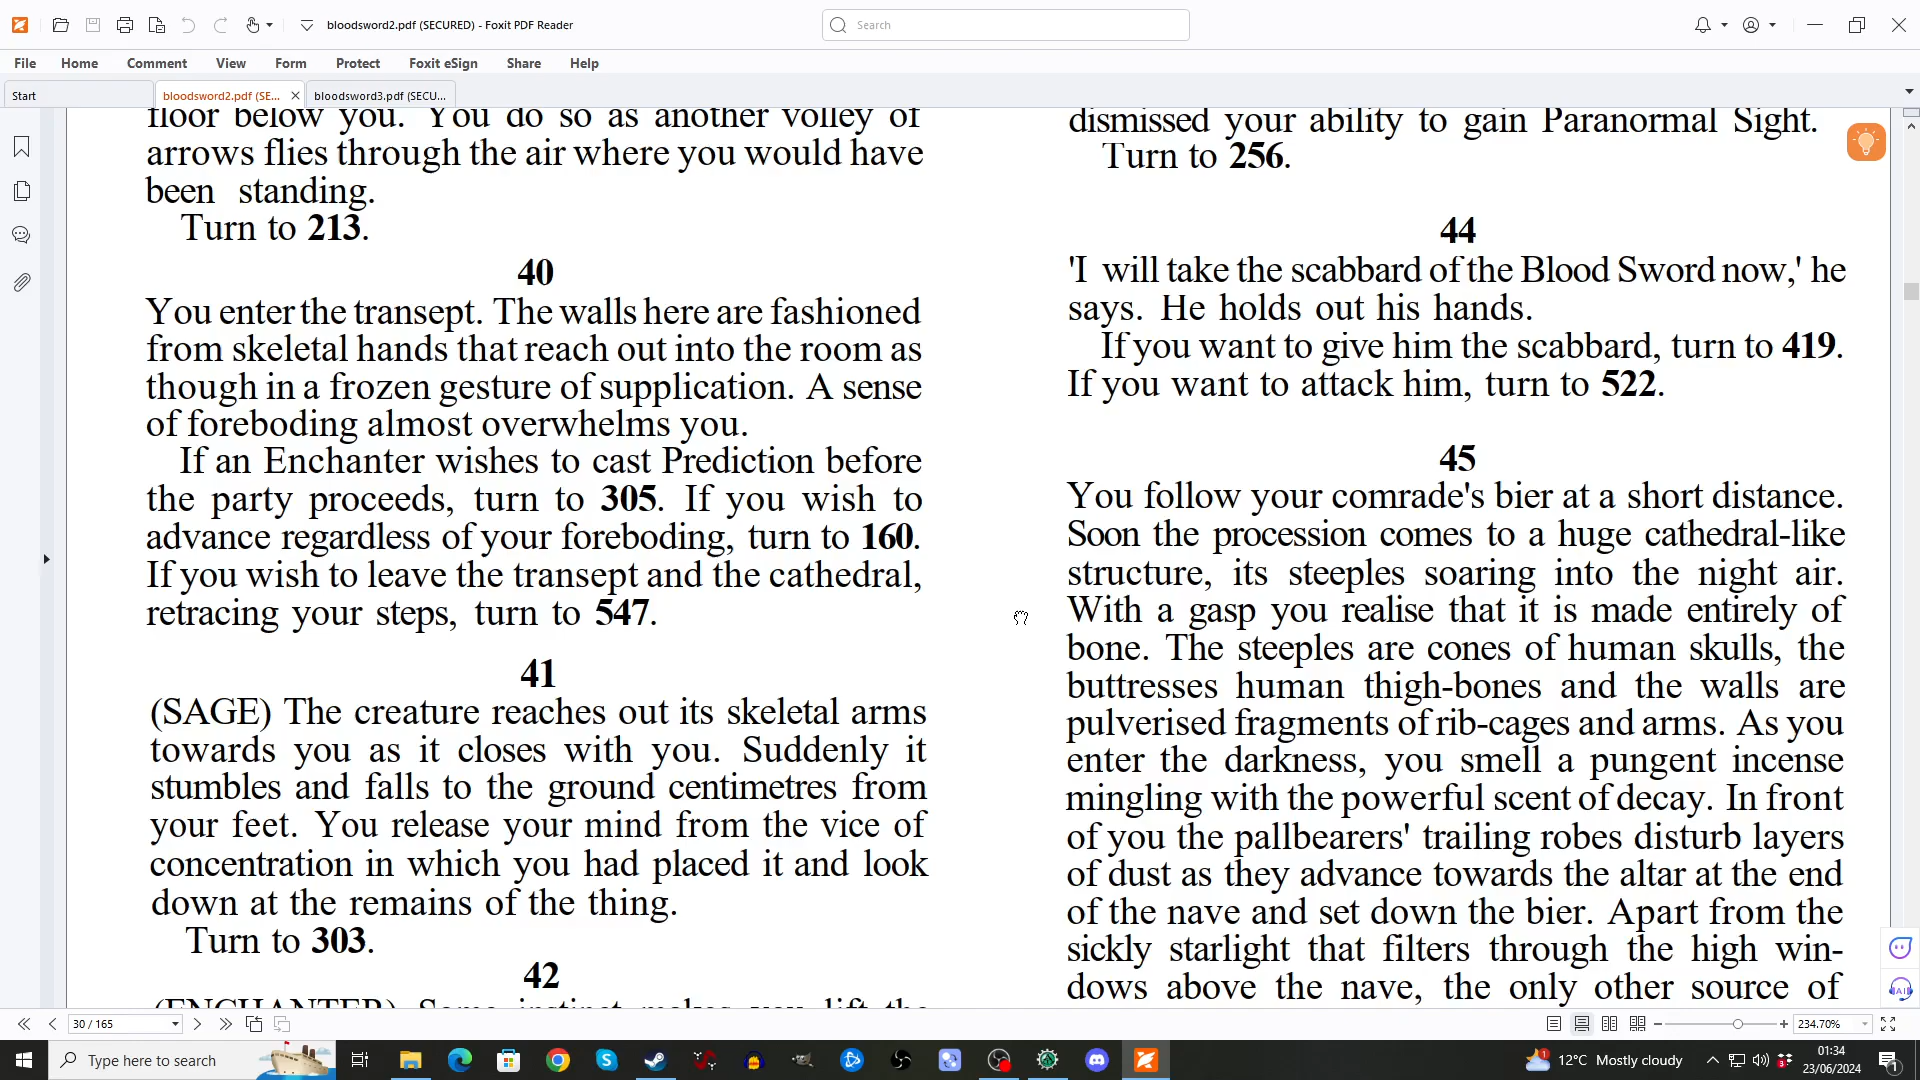 bloodsword2.pdf (SECURED) - Foxit PDF Reader
Search
File Home Comment View Form Protect Foxit eSign Share Help
Start bloodsword2.pdf (SE... bloodsword3.pdf (SECU...
floor below you. You do so as another volley of
arrows flies through the air where you would have
been standing.
Turn to 213.
40
You enter the transept. The walls here are fashioned
from skeletal hands that reach out into the room as
though in a frozen gesture of supplication. A sense
of foreboding almost overwhelms you.
If an Enchanter wishes to cast Prediction before
the party proceeds, turn to 305. If you wish to
advance regardless of your foreboding, turn to 160.
If you wish to leave the transept and the cathedral,
retracing your steps, turn to 547.
41
(SAGE) The creature reaches out its skeletal arms
towards you as it closes with you. Suddenly it
stumbles and falls to the ground centimetres from
your feet. You release your mind from the vice of
concentration in which you had placed it and look
down at the remains of the thing.
Turn to 303.
42
(ENCHANTER) Some instinct makes you lift the
dismissed your ability to gain Paranormal Sight.
Turn to 256.
44
'I will take the scabbard of the Blood Sword now,' he
says. He holds out his hands.
If you want to give him the scabbard, turn to 419.
If you want to attack him, turn to 522.
45
You follow your comrade's bier at a short distance.
Soon the procession comes to a huge cathedral-like
structure, its steeples soaring into the night air.
With a gasp you realise that it is made entirely of
bone. The steeples are cones of human skulls, the
buttresses human thigh-bones and the walls are
pulverised fragments of rib-cages and arms. As you
enter the darkness, you smell a pungent incense
mingling with the powerful scent of decay. In front
of you the pallbearers' trailing robes disturb layers
of dust as they advance towards the altar at the end
of the nave and set down the bier. Apart from the
sickly starlight that filters through the high win-
dows above the nave, the only other source of
30 / 165
234.70%
Type here to search
12°C Mostly cloudy
01:34
23/06/2024